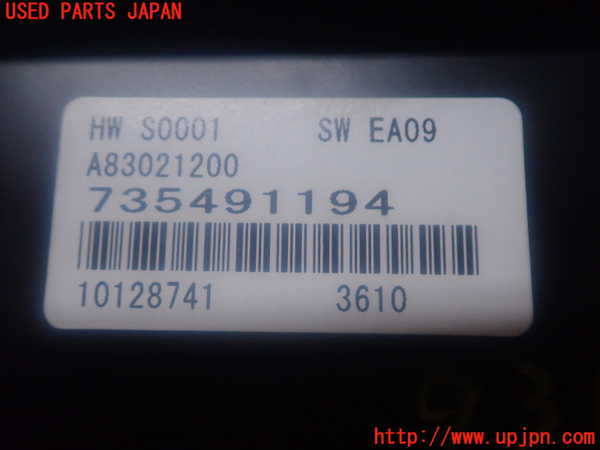 USED PARTS JAPAN
HW S0001 SW EA09
A83021200
735491194
10128741 3610
http://www.upjpn.com/